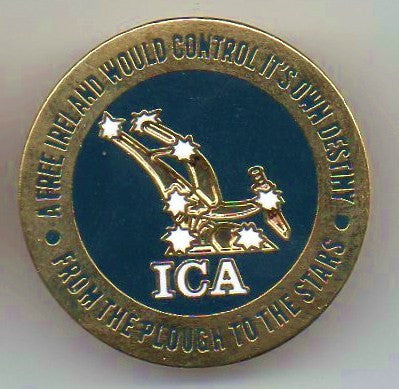 A FREE IRELAND WOULD CONTROL IT'S OWN DESTINY
ICA
FROM THE PLOUGH TO THE STARS